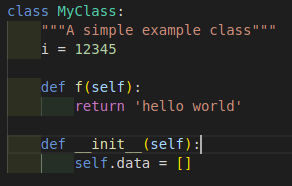 class MyClass:
    """A simple example class"""
    i = 12345

    def f(self):
        return 'hello world'

    def __init__(self):
        self.data = []